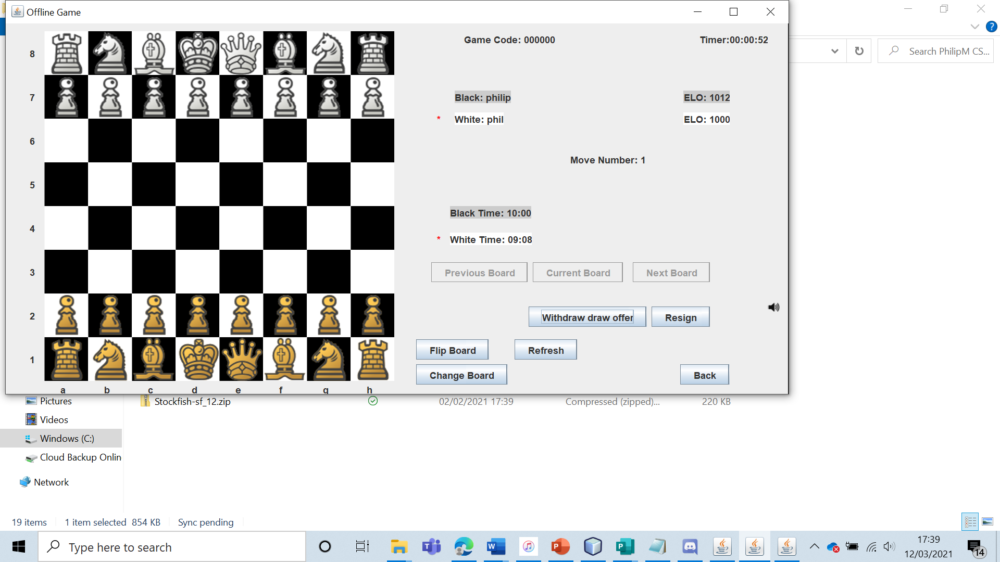 Offline Game
Game Code: 000000
Timer:00:00:52
8
7
6
5
4
3
2
1
a b c d e f g h
Black: philip
ELO: 1012
* White: phil
ELO: 1000
Move Number: 1
Black Time: 10:00
* White Time: 09:08
Previous Board
Current Board
Next Board
Withdraw draw offer
Resign
Flip Board
Refresh
Change Board
Back
?
Search PhilipM CS...
Pictures
Videos
Windows (C:)
Cloud Backup Onlin
Network
Stockfish-sf_12.zip
02/02/2021 17:39
Compressed (zipped)...
220 KB
19 items
1 item selected 854 KB
Sync pending
Type here to search
17:39
12/03/2021
14